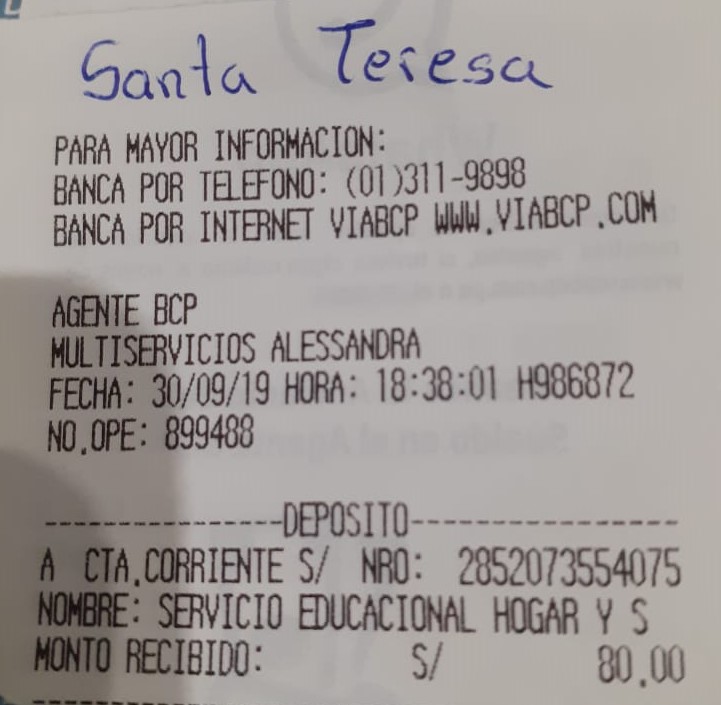 Santa Teresa
PARA MAYOR INFORMACION:
BANCA POR TELEFONO: (01)311-9898
BANCA POR INTERNET VIABCP WWW.VIABCP.COM
AGENTE BCP
MULTISERVICIOS ALESSANDRA
FECHA: 30/09/19 HORA: 18:38:01 H986872
NO.OPE: 899488
----------------DEPOSITO----------------
A CTA.CORRIENTE S/ NRO: 2852073554075
NOMBRE: SERVICIO EDUCACIONAL HOGAR Y S
MONTO RECIBIDO: S/ 80.00